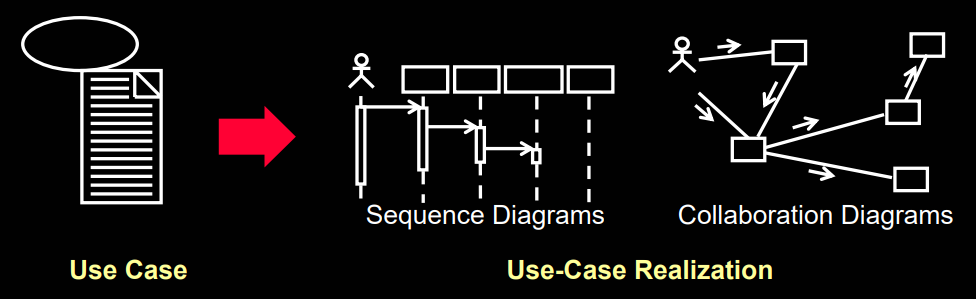 Sequence Diagrams
Collaboration Diagrams
Use Case
Use-Case Realization